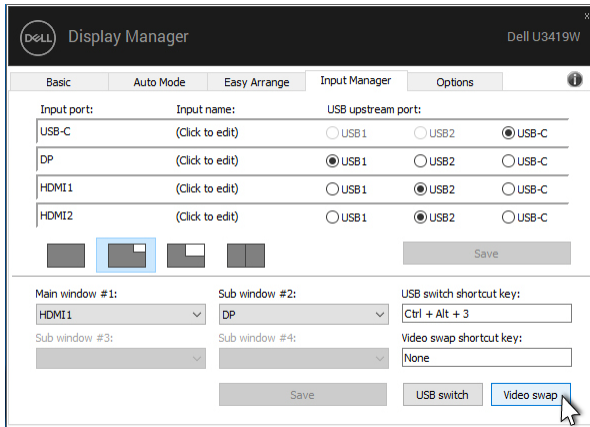 DELL Display Manager Dell U3419W
x
Basic Auto Mode Easy Arrange Input Manager Options i
Input port: Input name: USB upstream port:
USB-C (Click to edit) USB1 USB2 USB-C
DP (Click to edit) USB1 USB2 USB-C
HDMI1 (Click to edit) USB1 USB2 USB-C
HDMI2 (Click to edit) USB1 USB2 USB-C
Save
Main window #1: Sub window #2: USB switch shortcut key:
HDMI1 DP Ctrl + Alt + 3
Sub window #3: Sub window #4: Video swap shortcut key:
None
Save USB switch Video swap